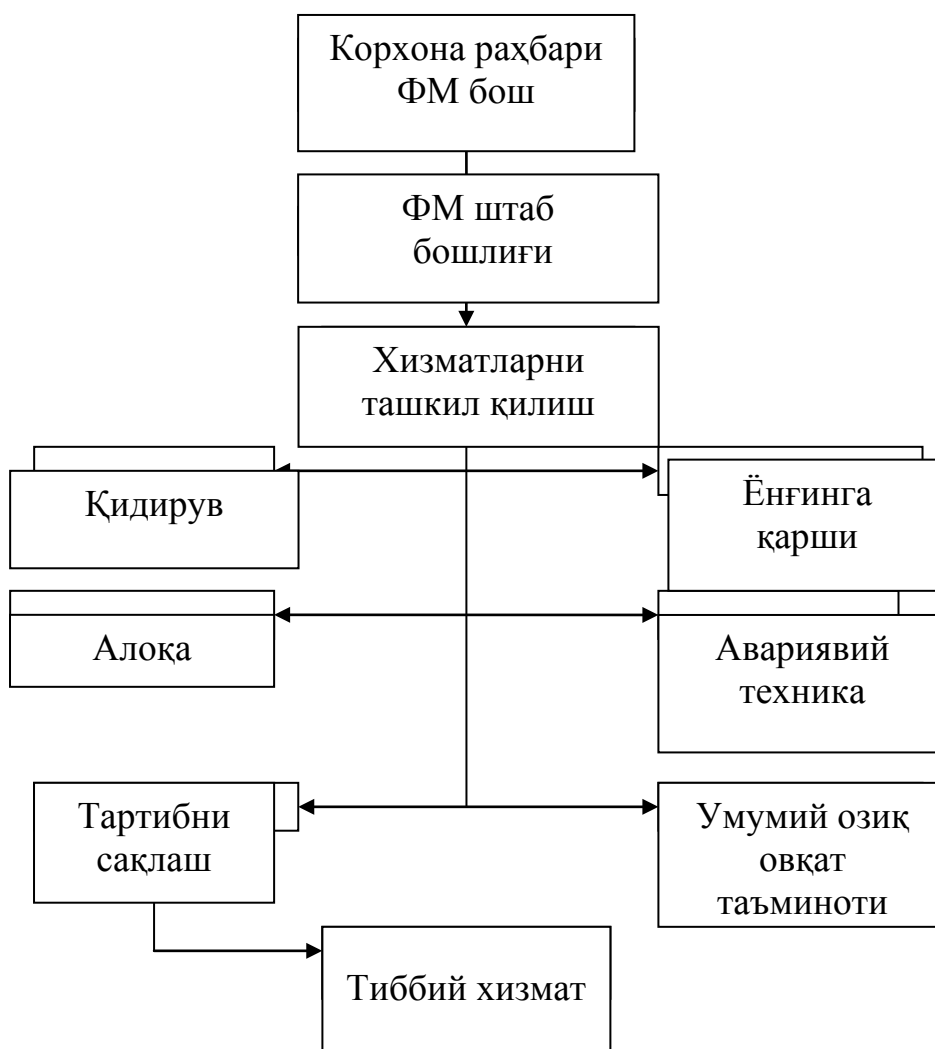 Корхона раҳбари
ФМ бош
ФМ штаб
бошлиғи
Хизматларни
ташкил қилиш
Қидирув
Ёнғинга
қарши
Алоқа
Авариявий
техника
Тартибни
сақлаш
Умумий озиқ
овқат
таъминоти
Тиббий хизмат